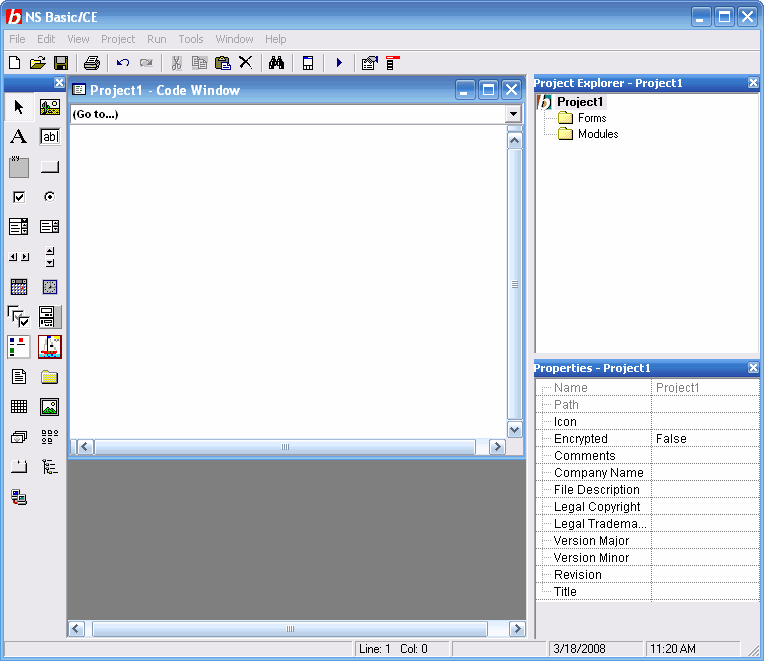 NS Basic/CE
File Edit View Project Run Tools Window Help
Project1 - Code Window
(Go to...)
A
ab
xy
Project Explorer - Project1
Project1
Forms
Modules
Properties - Project1
Name Project1
Path
Icon
Encrypted False
Comments
Company Name
File Description
Legal Copyright
Legal Tradema...
Version Major
Version Minor
Revision
Title
Line: 1 Col: 0
3/18/2008
11:20 AM